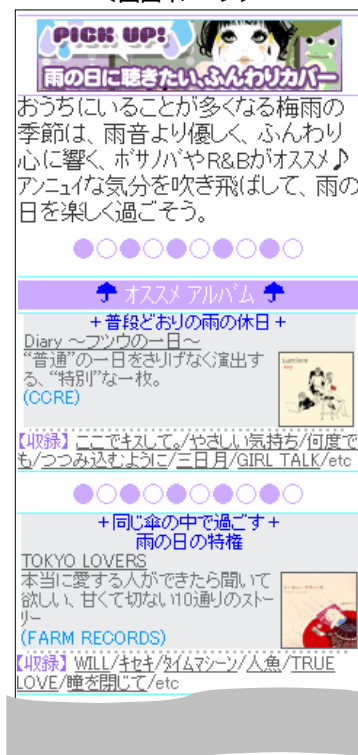 PICK UP!
雨の日に聴きたい、ふんわりカバー
おうちにいることが多くなる梅雨の
季節は、雨音より優しく、ふんわり
心に響く、ボサノバやR&Bがオススメ♪
アンニュイな気分を吹き飛ばして、雨の
日を楽しく過ごそう。
オススメ アルバム
+普段どおりの雨の休日+
Diary ～フツウの一日～
“普通”の一日をさりげなく演出す
る、“特別”な一枚。
(CCRE)
【収録】ここでキスして。/やさしい気持ち/何度で
も/つつみ込むように/三日月/GIRL TALK/etc
+同じ傘の中で過ごす+
雨の日の特権
TOKYO LOVERS
本当に愛する人ができたら聞いて
欲しい、甘くて切ない10通りのストー
リー
(FARM RECORDS)
【収録】WILL/キセキ/タイムマシーン/人魚/TRUE
LOVE/瞳を閉じて/etc